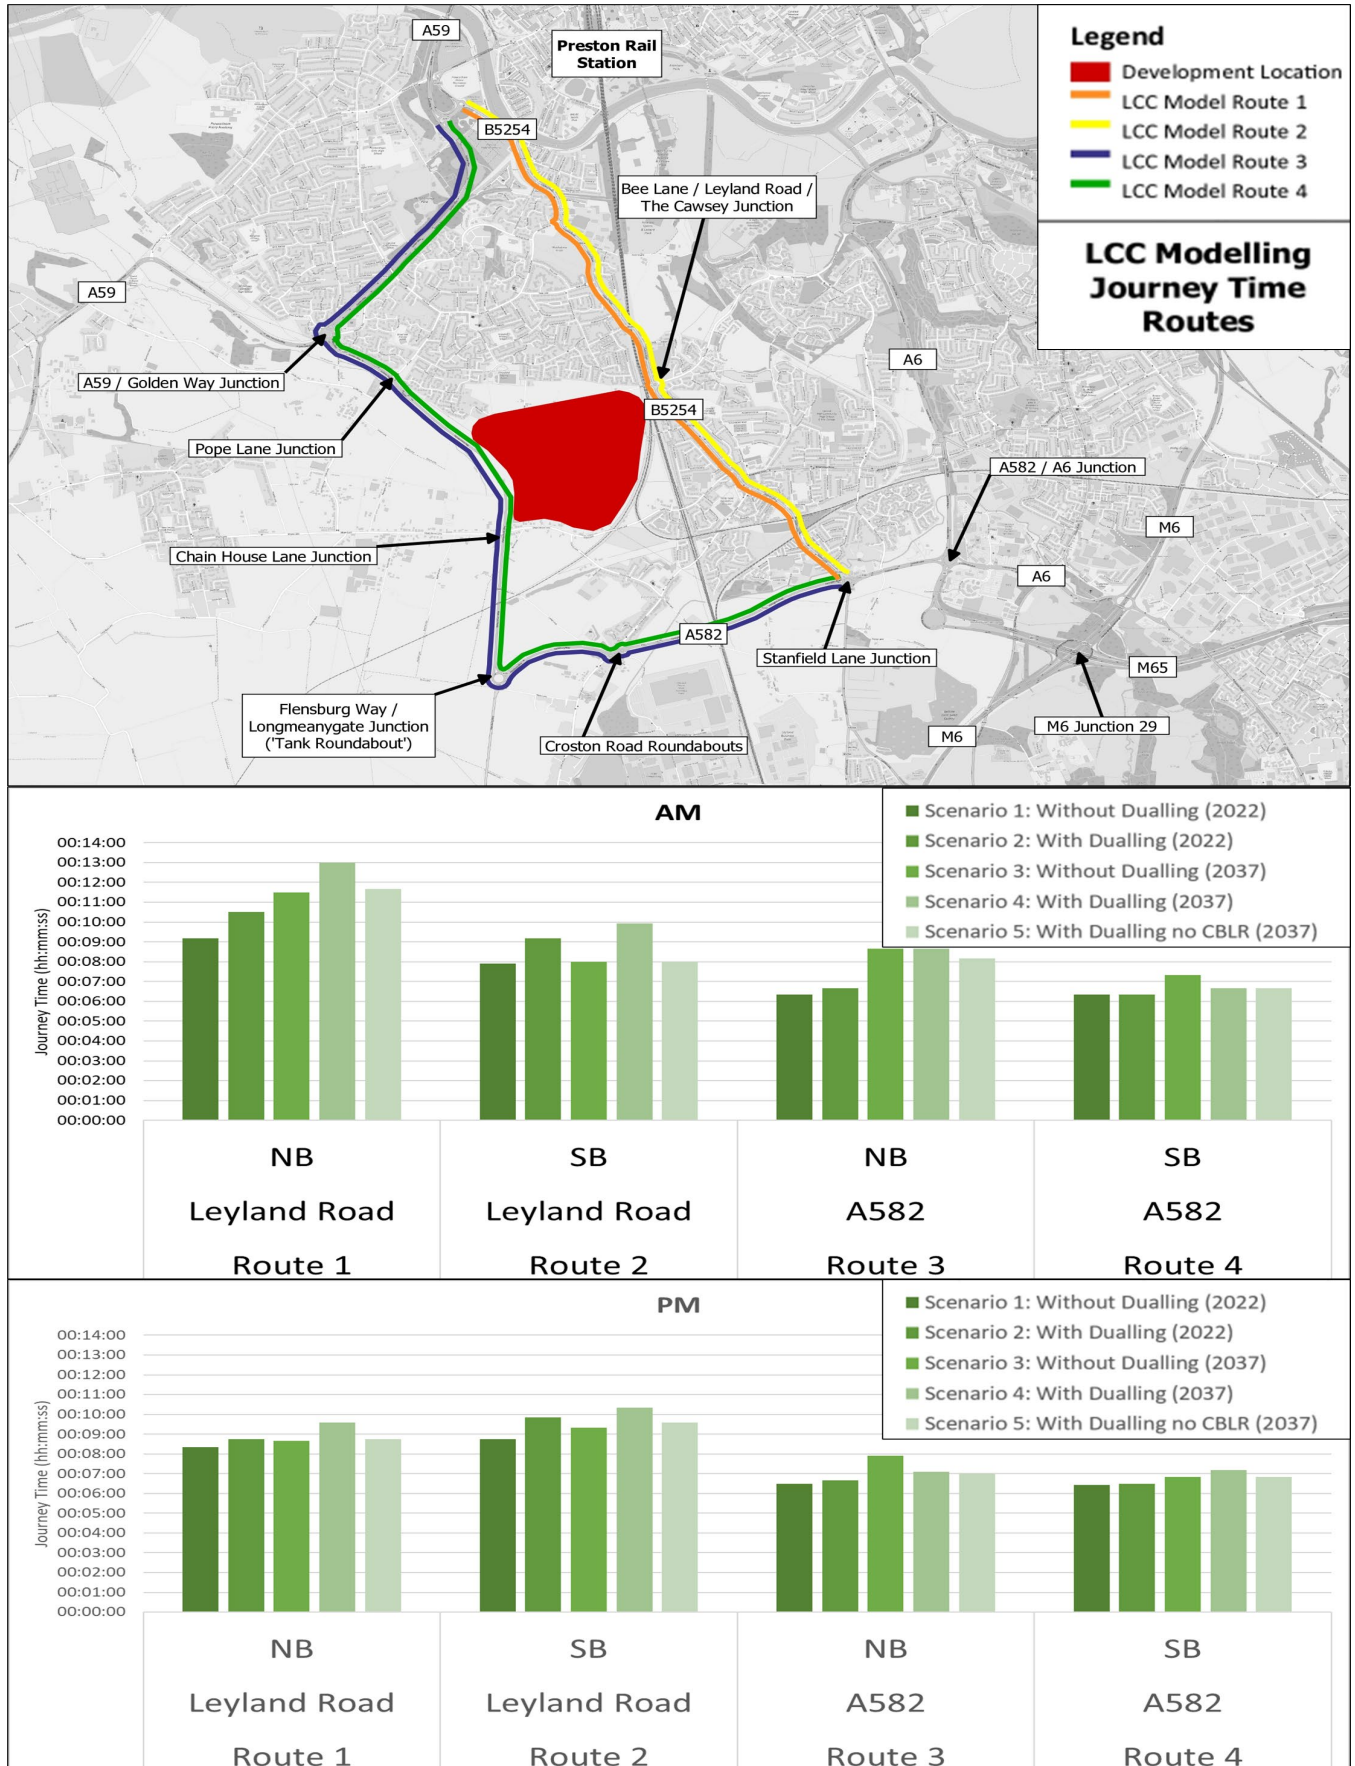 A59
Preston Rail
Station
B5254
Bee Lane / Leyland Road /
The Cawsey Junction
Legend
Development Location
LCC Model Route 1
LCC Model Route 2
LCC Model Route 3
LCC Model Route 4
LCC Modelling
Journey Time
Routes
A59
A6
A59 / Golden Way Junction
B5254
Pope Lane Junction
A582 / A6 Junction
M6
Chain House Lane Junction
A6
A582
Stanfield Lane Junction
M65
Flensburg Way /
Longmeanygate Junction
('Tank Roundabout')
Croston Road Roundabouts
M6
M6 Junction 29
AM
Scenario 1: Without Dualling (2022)
Scenario 2: With Dualling (2022)
Scenario 3: Without Dualling (2037)
Scenario 4: With Dualling (2037)
Scenario 5: With Dualling no CBLR (2037)
Journey Time (hh:mm:ss)
00:14:00
00:13:00
00:12:00
00:11:00
00:10:00
00:09:00
00:08:00
00:07:00
00:06:00
00:05:00
00:04:00
00:03:00
00:02:00
00:01:00
00:00:00
NB SB NB SB
Leyland Road Leyland Road A582 A582
Route 1 Route 2 Route 3 Route 4
PM
Scenario 1: Without Dualling (2022)
Scenario 2: With Dualling (2022)
Scenario 3: Without Dualling (2037)
Scenario 4: With Dualling (2037)
Scenario 5: With Dualling no CBLR (2037)
Journey Time (hh:mm:ss)
00:14:00
00:13:00
00:12:00
00:11:00
00:10:00
00:09:00
00:08:00
00:07:00
00:06:00
00:05:00
00:04:00
00:03:00
00:02:00
00:01:00
00:00:00
NB SB NB SB
Leyland Road Leyland Road A582 A582
Route 1 Route 2 Route 3 Route 4